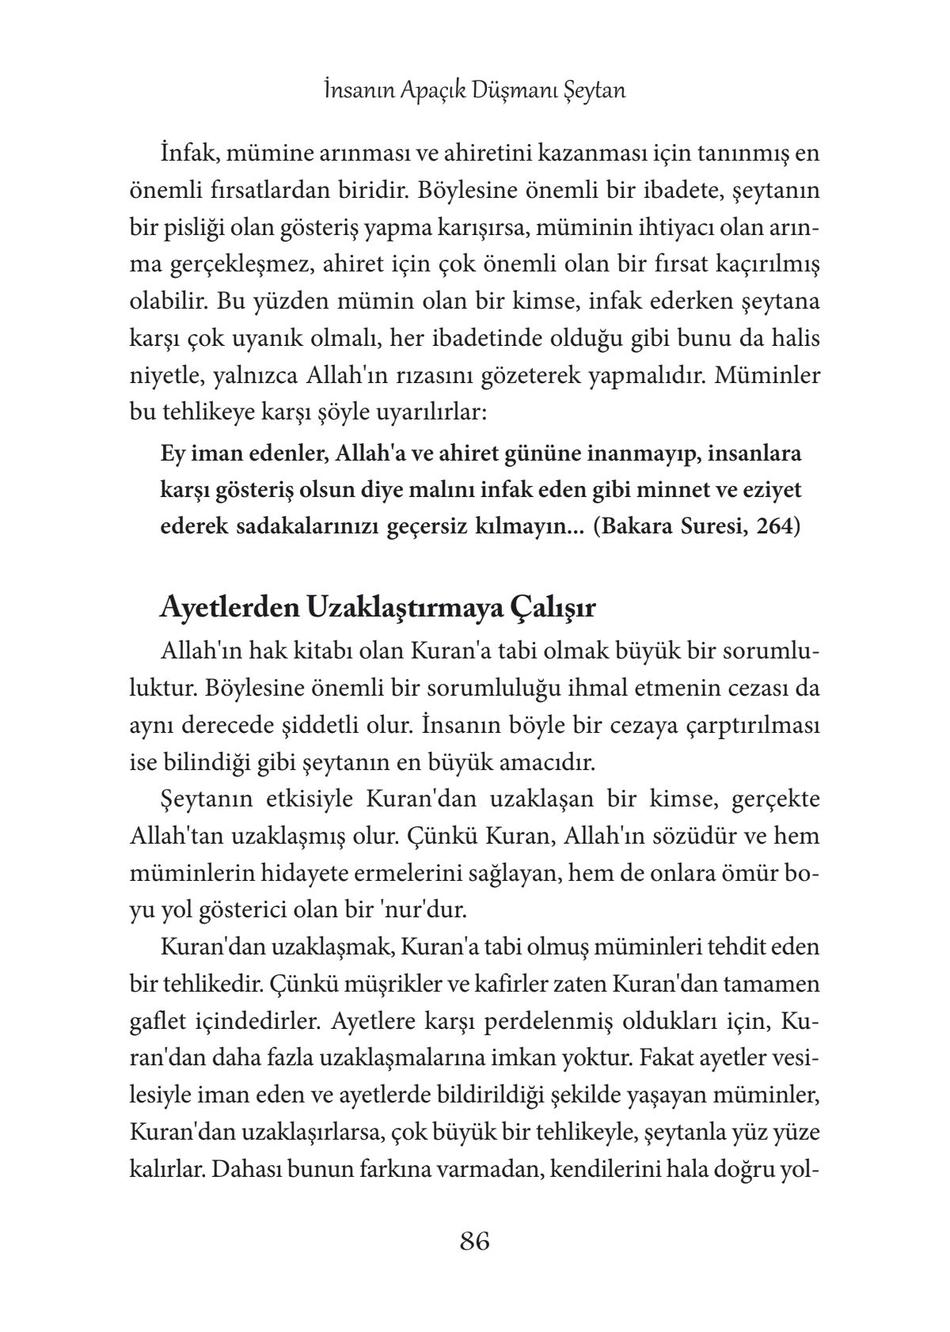 İnsanın Apaçık Düşmanı Şeytan
İnfak, mümine arınması ve ahiretini kazanması için tanınmış en
önemli fırsatlardan biridir. Böylesine önemli bir ibadete, şeytanın
bir pisliği olan gösteriş yapma karışırsa, müminin ihtiyacı olan arın-
ma gerçekleşmez, ahiret için çok önemli olan bir fırsat kaçırılmış
olabilir. Bu yüzden mümin olan bir kimse, infak ederken şeytana
karşı çok uyanık olmalı, her ibadetinde olduğu gibi bunu da halis
niyetle, yalnızca Allah'ın rızasını gözeterek yapmalıdır. Müminler
bu tehlikeye karşı şöyle uyarılırlar:
Ey iman edenler, Allah'a ve ahiret gününe inanmayıp, insanlara
karşı gösteriş olsun diye malını infak eden gibi minnet ve eziyet
ederek sadakalarınızı geçersiz kılmayın... (Bakara Suresi, 264)
Ayetlerden Uzaklaştırmaya Çalışır
Allah'ın hak kitabı olan Kuran'a tabi olmak büyük bir sorumlu-
luktur. Böylesine önemli bir sorumluluğu ihmal etmenin cezası da
aynı derecede şiddetli olur. İnsanın böyle bir cezaya çarptırılması
ise bilindiği gibi şeytanın en büyük amacıdır.
Şeytanın etkisiyle Kuran'dan uzaklaşan bir kimse, gerçekte
Allah'tan uzaklaşmış olur. Çünkü Kuran, Allah'ın sözüdür ve hem
müminlerin hidayete ermelerini sağlayan, hem de onlara ömür bo-
yu yol gösterici olan bir 'nur'dur.
Kuran'dan uzaklaşmak, Kuran'a tabi olmuş müminleri tehdit eden
bir tehlikedir. Çünkü müşrikler ve kafirler zaten Kuran'dan tamamen
gaflet içindedirler. Ayetlere karşı perdelenmiş oldukları için, Ku-
ran'dan daha fazla uzaklaşmalarına imkan yoktur. Fakat ayetler vesi-
lesiyle iman eden ve ayetlerde bildirildiği şekilde yaşayan müminler,
Kuran'dan uzaklaşırlarsa, çok büyük bir tehlikeyle, şeytanla yüz yüze
kalırlar. Dahası bunun farkına varmadan, kendilerini hala doğru yol-
86